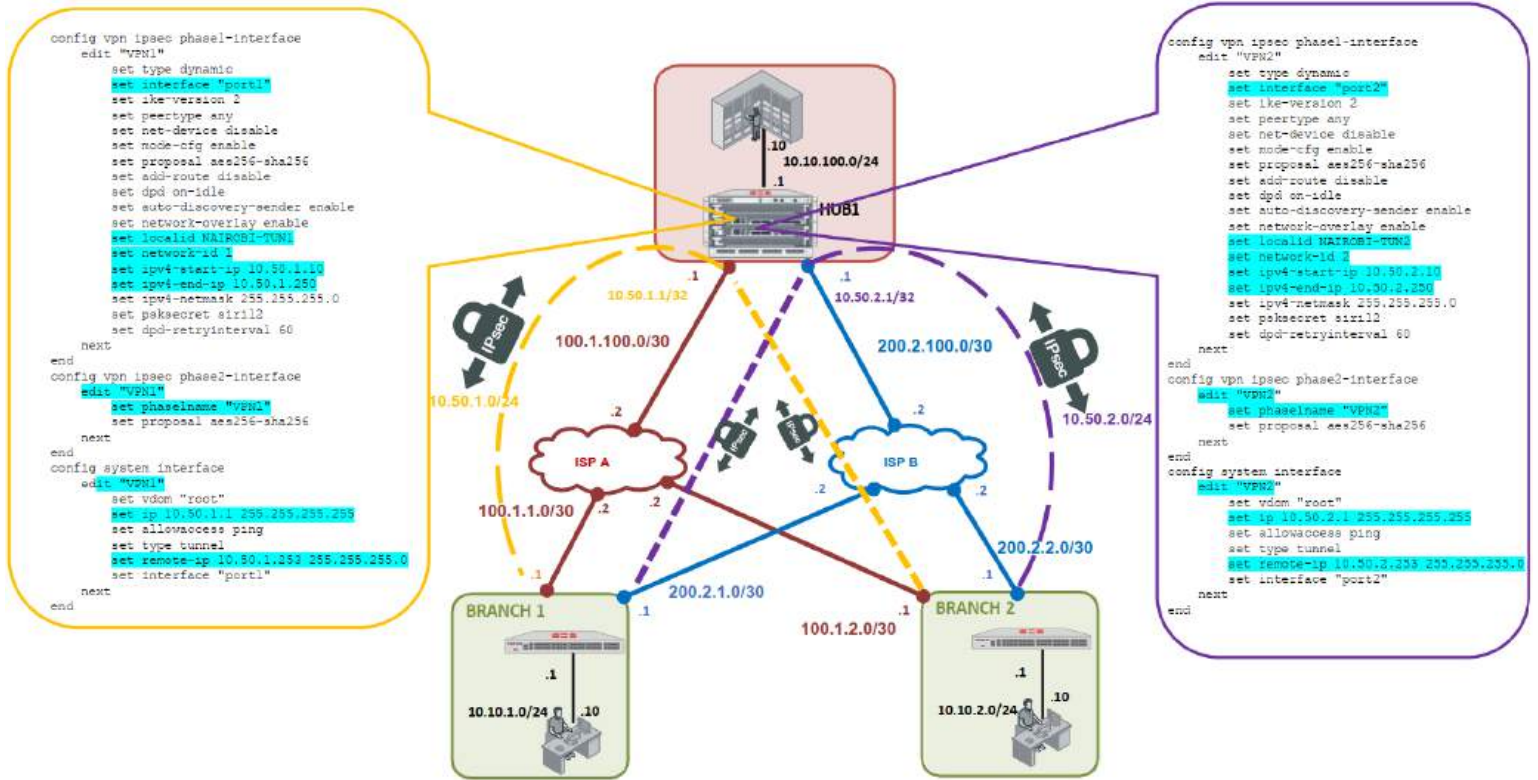 config vpn ipsec phase1-interface
edit "VPN1"
set type dynamic
set interface "port1"
set ike-version 2
set peertype any
set net-device disable
set mode-cfg enable
set proposal aes256-sha256
set add-route disable
set dpd on-idle
set auto-discovery-sender enable
set network-overlay enable
set localid NAIROBI-TUN1
set network-id 1
set ipv4-start-ip 10.50.1.10
set ipv4-end-ip 10.50.1.250
set ipv4-netmask 255.255.255.0
set psksecret siril2
set dpd-retryinterval 60
next
end
config vpn ipsec phase2-interface
edit "VPN1"
set phase1name "VPN1"
set proposal aes256-sha256
next
end
config system interface
edit "VPN1"
set vdom "root"
set ip 10.50.1.1 255.255.255.255
set allowaccess ping
set type tunnel
set remote-ip 10.50.1.253 255.255.255.0
set interface "port1"
next
end
.10
10.10.100.0/24
.1
HUB1
.1
.1
10.50.1.1/32
10.50.2.1/32
IPsec
IPsec
100.1.100.0/30
200.2.100.0/30
10.50.1.0/24
10.50.2.0/24
.2
.2
IPsec
IPsec
ISP A
ISP B
.2
.2
.2
.2
100.1.1.0/30
200.2.2.0/30
.1
.1
200.2.1.0/30
.1
.1
100.1.2.0/30
BRANCH 1
.1
10.10.1.0/24
.10
BRANCH 2
.1
10.10.2.0/24
.10
config vpn ipsec phase1-interface
edit "VPN2"
set type dynamic
set interface "port2"
set ike-version 2
set peertype any
set net-device disable
set mode-cfg enable
set proposal aes256-sha256
set add-route disable
set dpd on-idle
set auto-discovery-sender enable
set network-overlay enable
set localid NAIROBI-TUN2
set network-id 2
set ipv4-start-ip 10.50.2.10
set ipv4-end-ip 10.50.2.250
set ipv4-netmask 255.255.255.0
set psksecret siril2
set dpd-retryinterval 60
next
end
config vpn ipsec phase2-interface
edit "VPN2"
set phase1name "VPN2"
set proposal aes256-sha256
next
end
config system interface
edit "VPN2"
set vdom "root"
set ip 10.50.2.1 255.255.255.255
set allowaccess ping
set type tunnel
set remote-ip 10.50.2.253 255.255.255.0
set interface "port2"
next
end